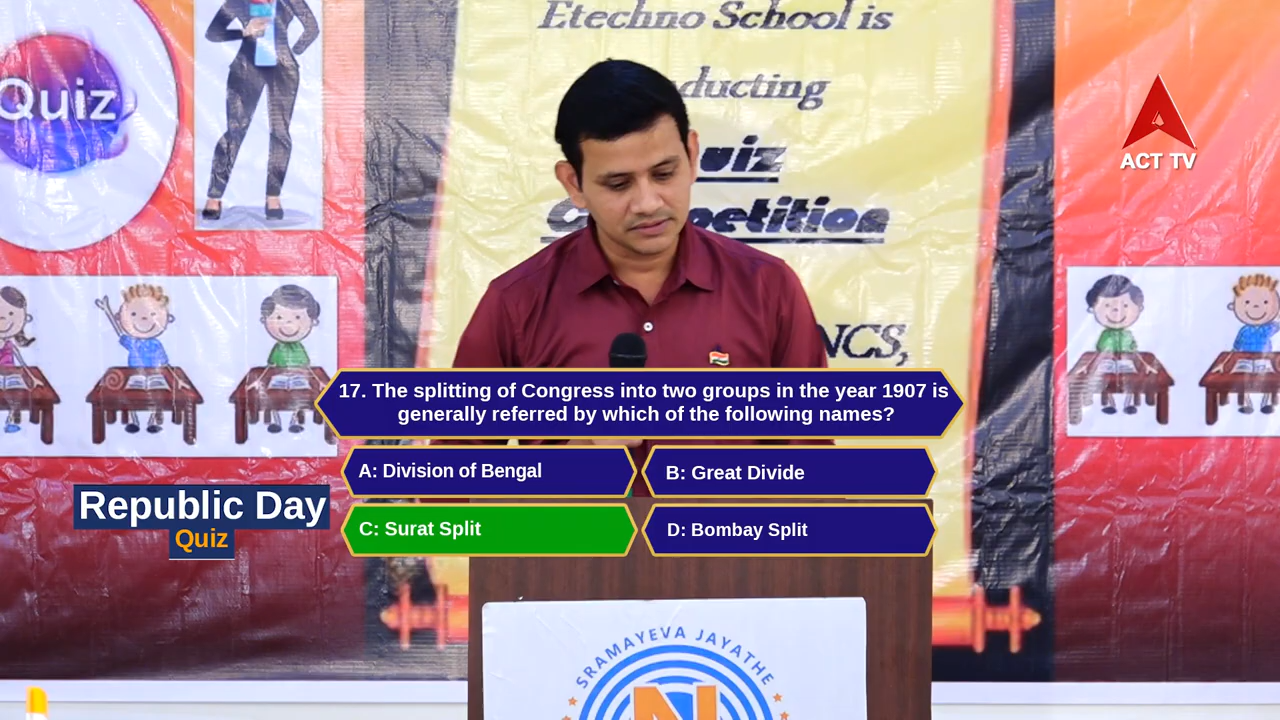 Etechno School is
ducting
Quiz
uiz
C petition
ACT TV
NCS,
17. The splitting of Congress into two groups in the year 1907 is
generally referred by which of the following names?
A: Division of Bengal
B: Great Divide
C: Surat Split
D: Bombay Split
Republic Day
Quiz
SRAMAYEVA JAYATHE
N